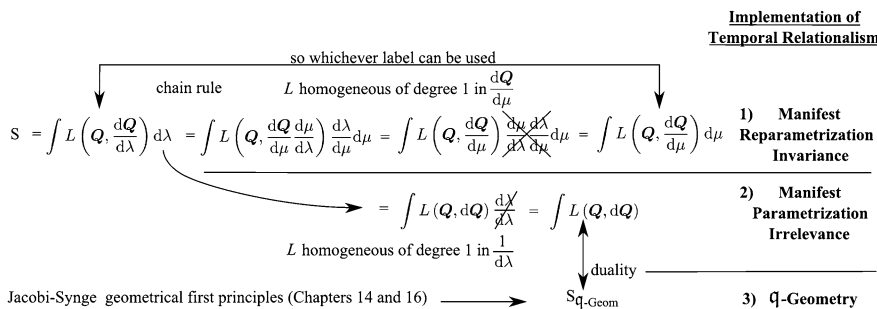 Implementation of
Temporal Relationalism
so whichever label can be used
chain rule
L homogeneous of degree 1 in dQ/dμ
S = ∫ L (Q, dQ/dλ) dλ = ∫ L (Q, dQ/dμ dμ/dλ) dλ/dμ dμ = ∫ L (Q, dQ/dμ) dμ/dλ dλ/dμ dμ = ∫ L (Q, dQ/dμ) dμ
1) Manifest
Reparametrization
Invariance
= ∫ L (Q, dQ) dλ/dλ = ∫ L (Q, dQ)
2) Manifest
Parametrization
Irrelevance
L homogeneous of degree 1 in 1/dλ
duality
Jacobi-Synge geometrical first principles (Chapters 14 and 16)
S q-Geom
3) q-Geometry